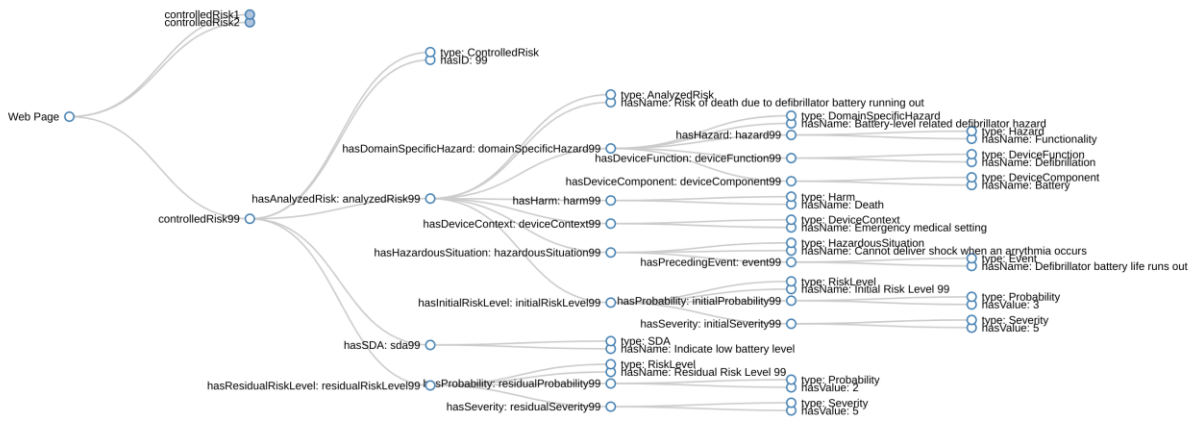 controlledRisk1
controlledRisk2
type: ControlledRisk
hasID: 99
type: AnalyzedRisk
hasName: Risk of death due to defibrillator battery running out
type: DomainSpecificHazard
hasName: Battery-level related defibrillator hazard
Web Page
type: Hazard
hasHazard: hazard99
hasName: Functionality
hasDomainSpecificHazard: domainSpecificHazard99
type: DeviceFunction
hasDeviceFunction: deviceFunction99
hasName: Defibrillation
type: DeviceComponent
hasDeviceComponent: deviceComponent99
hasName: Battery
hasAnalyzedRisk: analyzedRisk99
type: Harm
hasHarm: harm99
hasName: Death
controlledRisk99
type: DeviceContext
hasDeviceContext: deviceContext99
hasName: Emergency medical setting
type: HazardousSituation
hasHazardousSituation: hazardousSituation99
hasName: Cannot deliver shock when an arrythmia occurs
type: Event
hasPrecedingEvent: event99
hasName: Defibrillator battery life runs out
type: RiskLevel
hasName: Initial Risk Level 99
hasInitialRiskLevel: initialRiskLevel99
type: Probability
hasProbability: initialProbability99
hasValue: 3
type: Severity
hasSeverity: initialSeverity99
hasValue: 5
type: SDA
hasSDA: sda99
hasName: Indicate low battery level
type: RiskLevel
hasName: Residual Risk Level 99
hasResidualRiskLevel: residualRiskLevel99
type: Probability
hasProbability: residualProbability99
hasValue: 2
type: Severity
hasSeverity: residualSeverity99
hasValue: 5